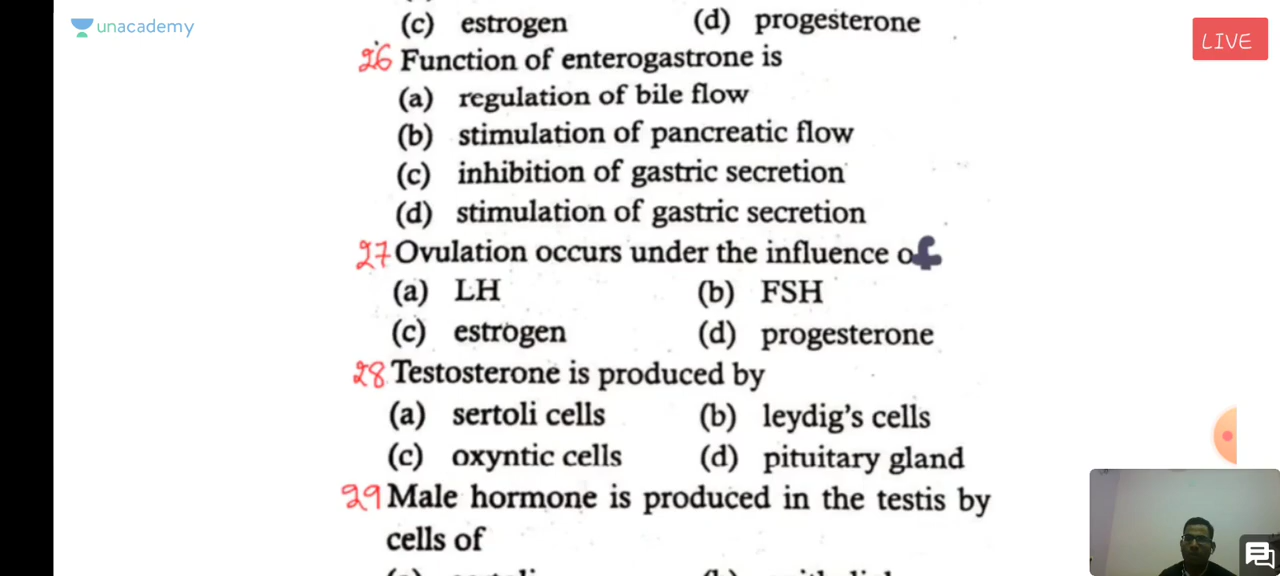 unacademy
LIVE
(c) estrogen (d) progesterone
26 Function of enterogastrone is
(a) regulation of bile flow
(b) stimulation of pancreatic flow
(c) inhibition of gastric secretion
(d) stimulation of gastric secretion
27 Ovulation occurs under the influence of
(a) LH (b) FSH
(c) estrogen (d) progesterone
28 Testosterone is produced by
(a) sertoli cells (b) leydig's cells
(c) oxyntic cells (d) pituitary gland
29 Male hormone is produced in the testis by
cells of